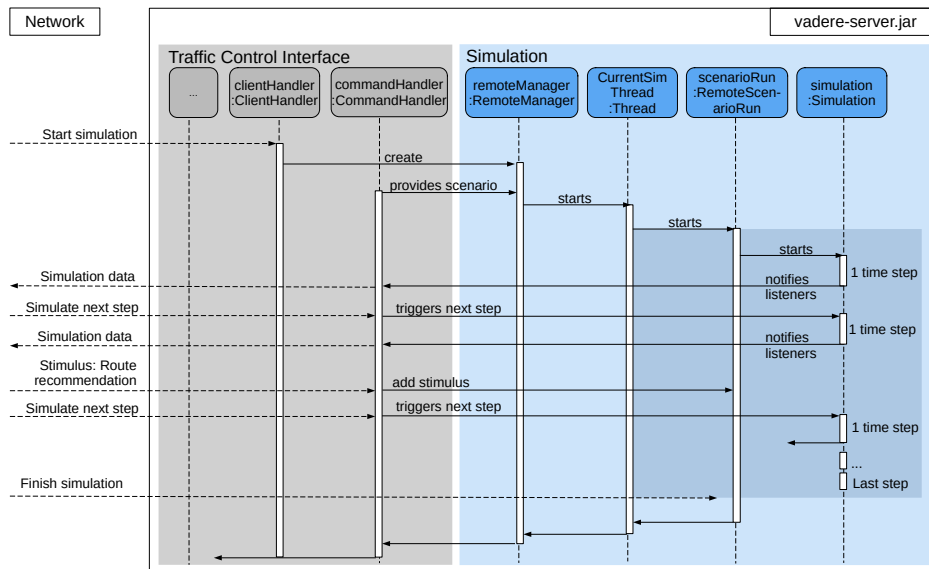 Network
vadere-server.jar
Traffic Control Interface
Simulation
...
clientHandler
:ClientHandler
commandHandler
:CommandHandler
remoteManager
:RemoteManager
CurrentSim
Thread
:Thread
scenarioRun
:RemoteScen-
arioRun
simulation
:Simulation
Start simulation
create
provides scenario
starts
starts
starts
1 time step
Simulation data
notifies
listeners
Simulate next step
triggers next step
1 time step
Simulation data
notifies
listeners
Stimulus: Route
recommendation
add stimulus
Simulate next step
triggers next step
1 time step
...
Finish simulation
Last step